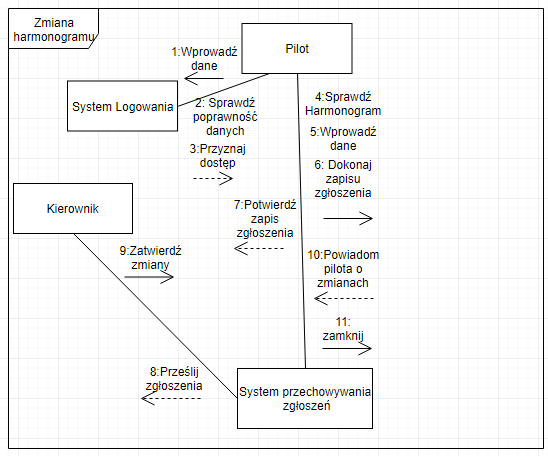 Zmiana
harmonogramu
Pilot
1:Wprowadź
dane
System Logowania
2: Sprawdź
poprawność
danych
3:Przyznaj
dostęp
4:Sprawdź
Harmonogram
5:Wprowadź
dane
6: Dokonaj
zapisu
zgłoszenia
Kierownik
7:Potwierdź
zapis
zgłoszenia
9:Zatwierdź
zmiany
10:Powiadom
pilota o
zmianach
11:
zamknij
8:Prześlij
zgłoszenia
System przechowywania
zgłoszeń